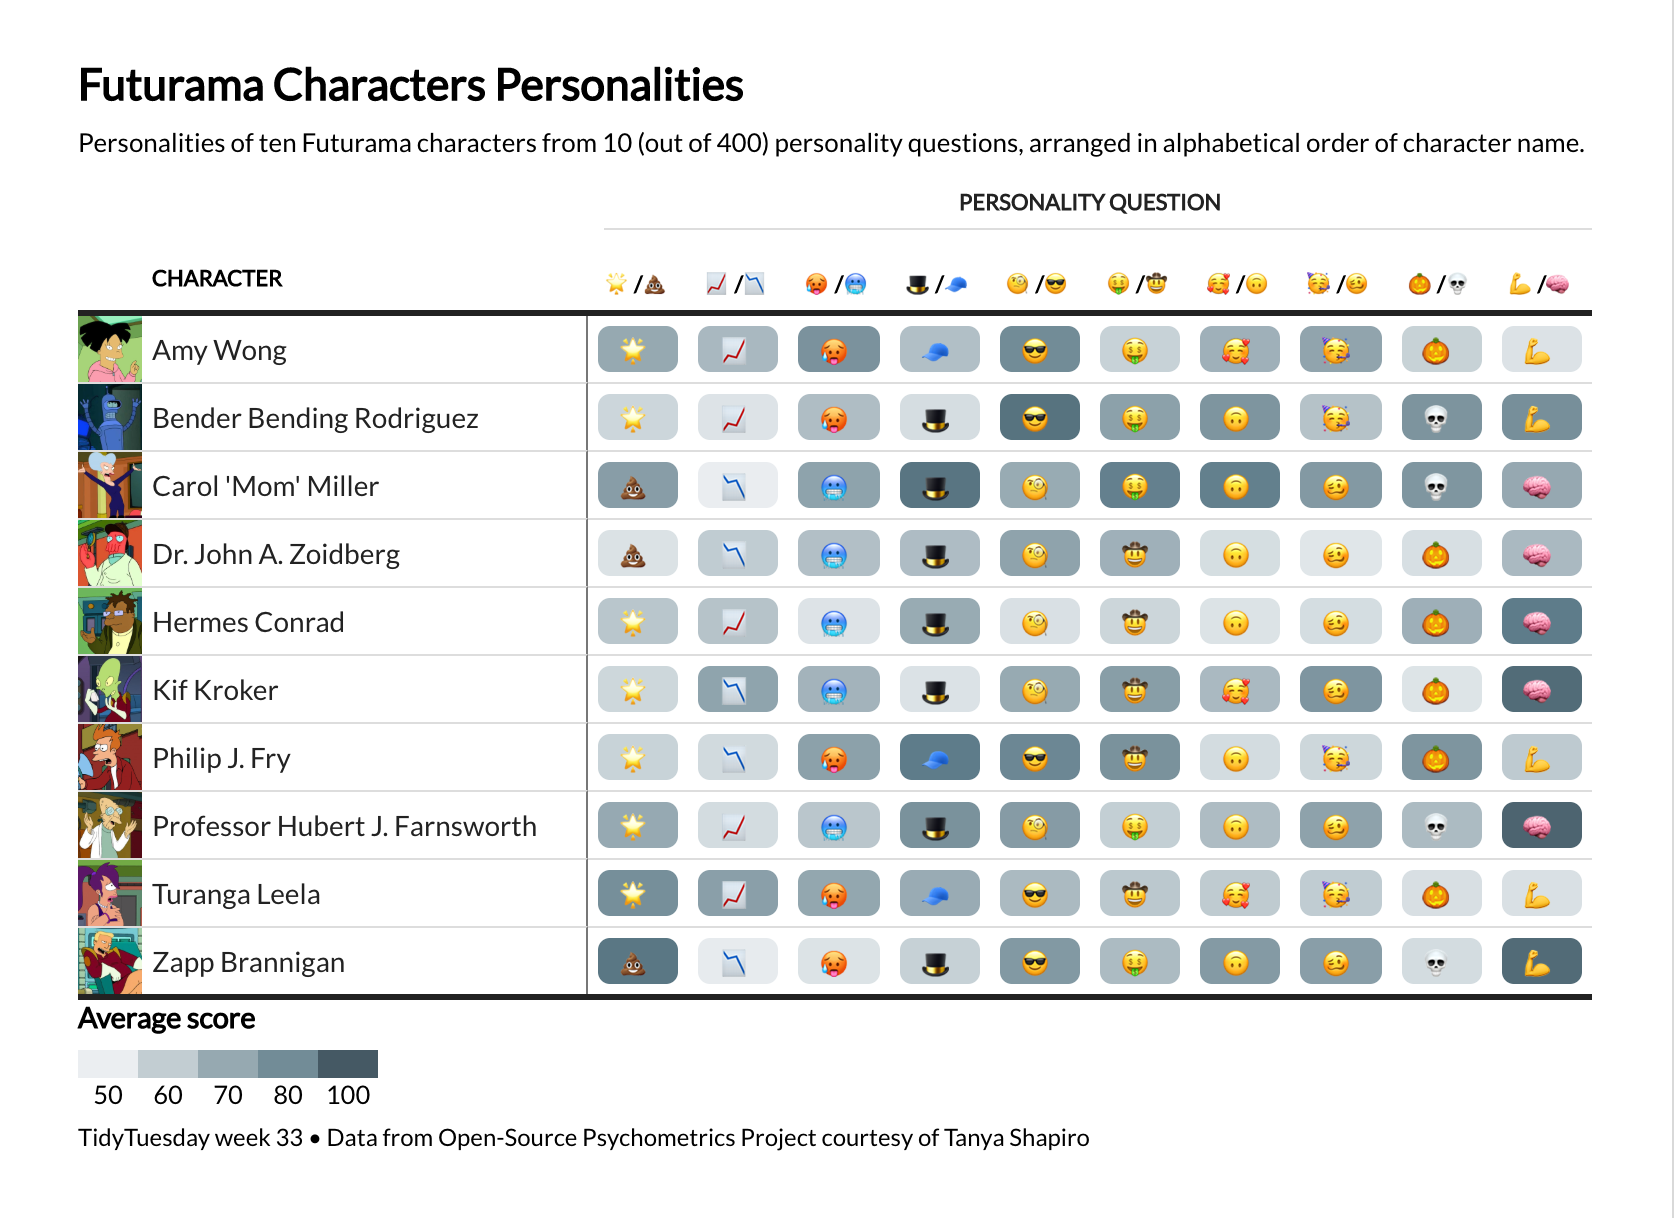 Futurama Characters Personalities
Personalities of ten Futurama characters from 10 (out of 400) personality questions, arranged in alphabetical order of character name.
PERSONALITY QUESTION
CHARACTER 🌟/💩 📈/📉 🥵/🥶 🎩/🧢 🧐/😎 🤑/🤠 🥰/🙃 🥳/🥴 🎃/💀 💪/🧠
Amy Wong
Bender Bending Rodriguez
Carol 'Mom' Miller
Dr. John A. Zoidberg
Hermes Conrad
Kif Kroker
Philip J. Fry
Professor Hubert J. Farnsworth
Turanga Leela
Zapp Brannigan
Average score
50 60 70 80 100
TidyTuesday week 33 • Data from Open-Source Psychometrics Project courtesy of Tanya Shapiro